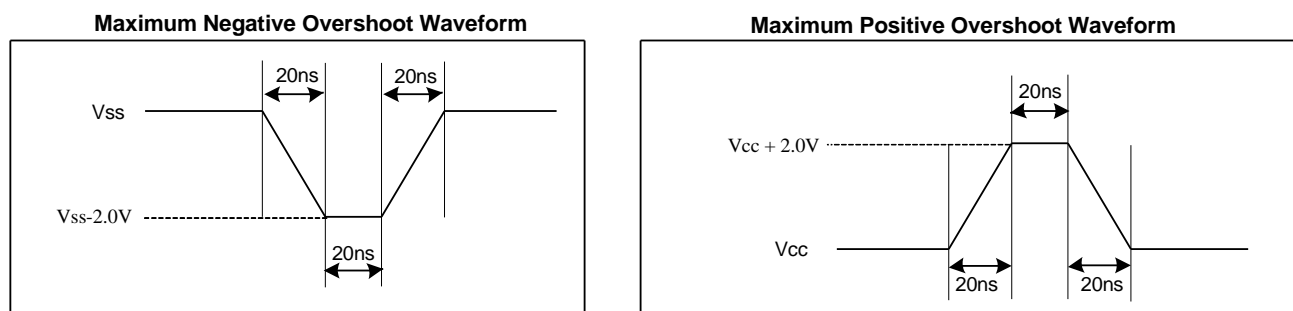 Maximum Negative Overshoot Waveform
20ns 20ns
Vss
Vss-2.0V
20ns
Maximum Positive Overshoot Waveform
20ns
Vcc + 2.0V
Vcc
20ns 20ns